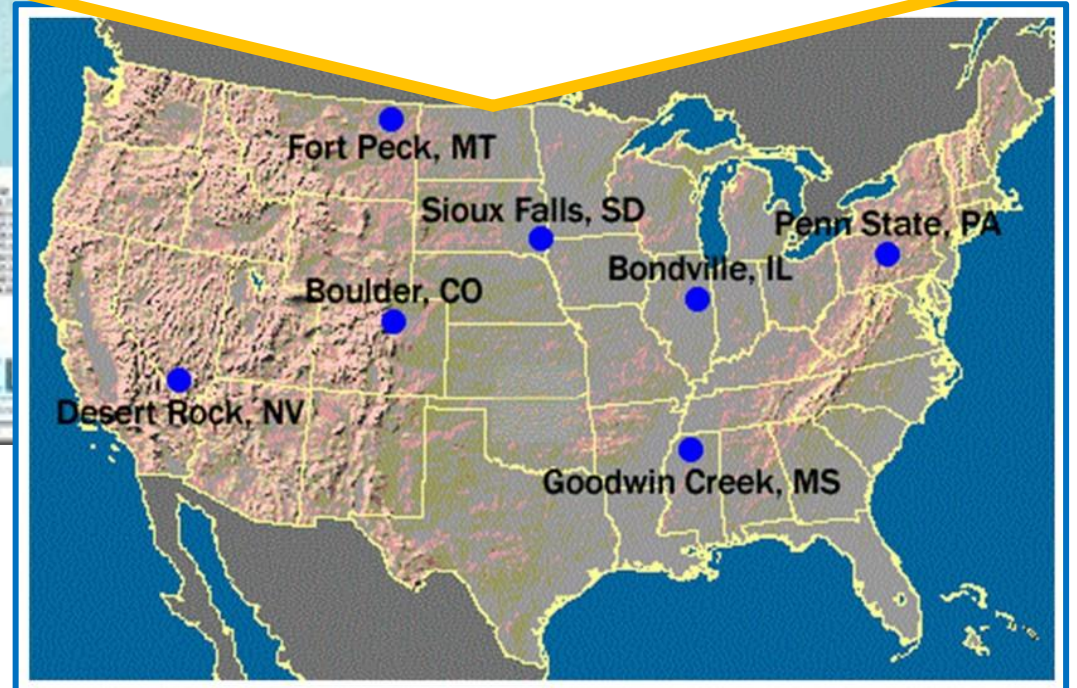 Fort Peck, MT
Sioux Falls, SD
Penn State, PA
Bondville, IL
Boulder, CO
Desert Rock, NV
Goodwin Creek, MS